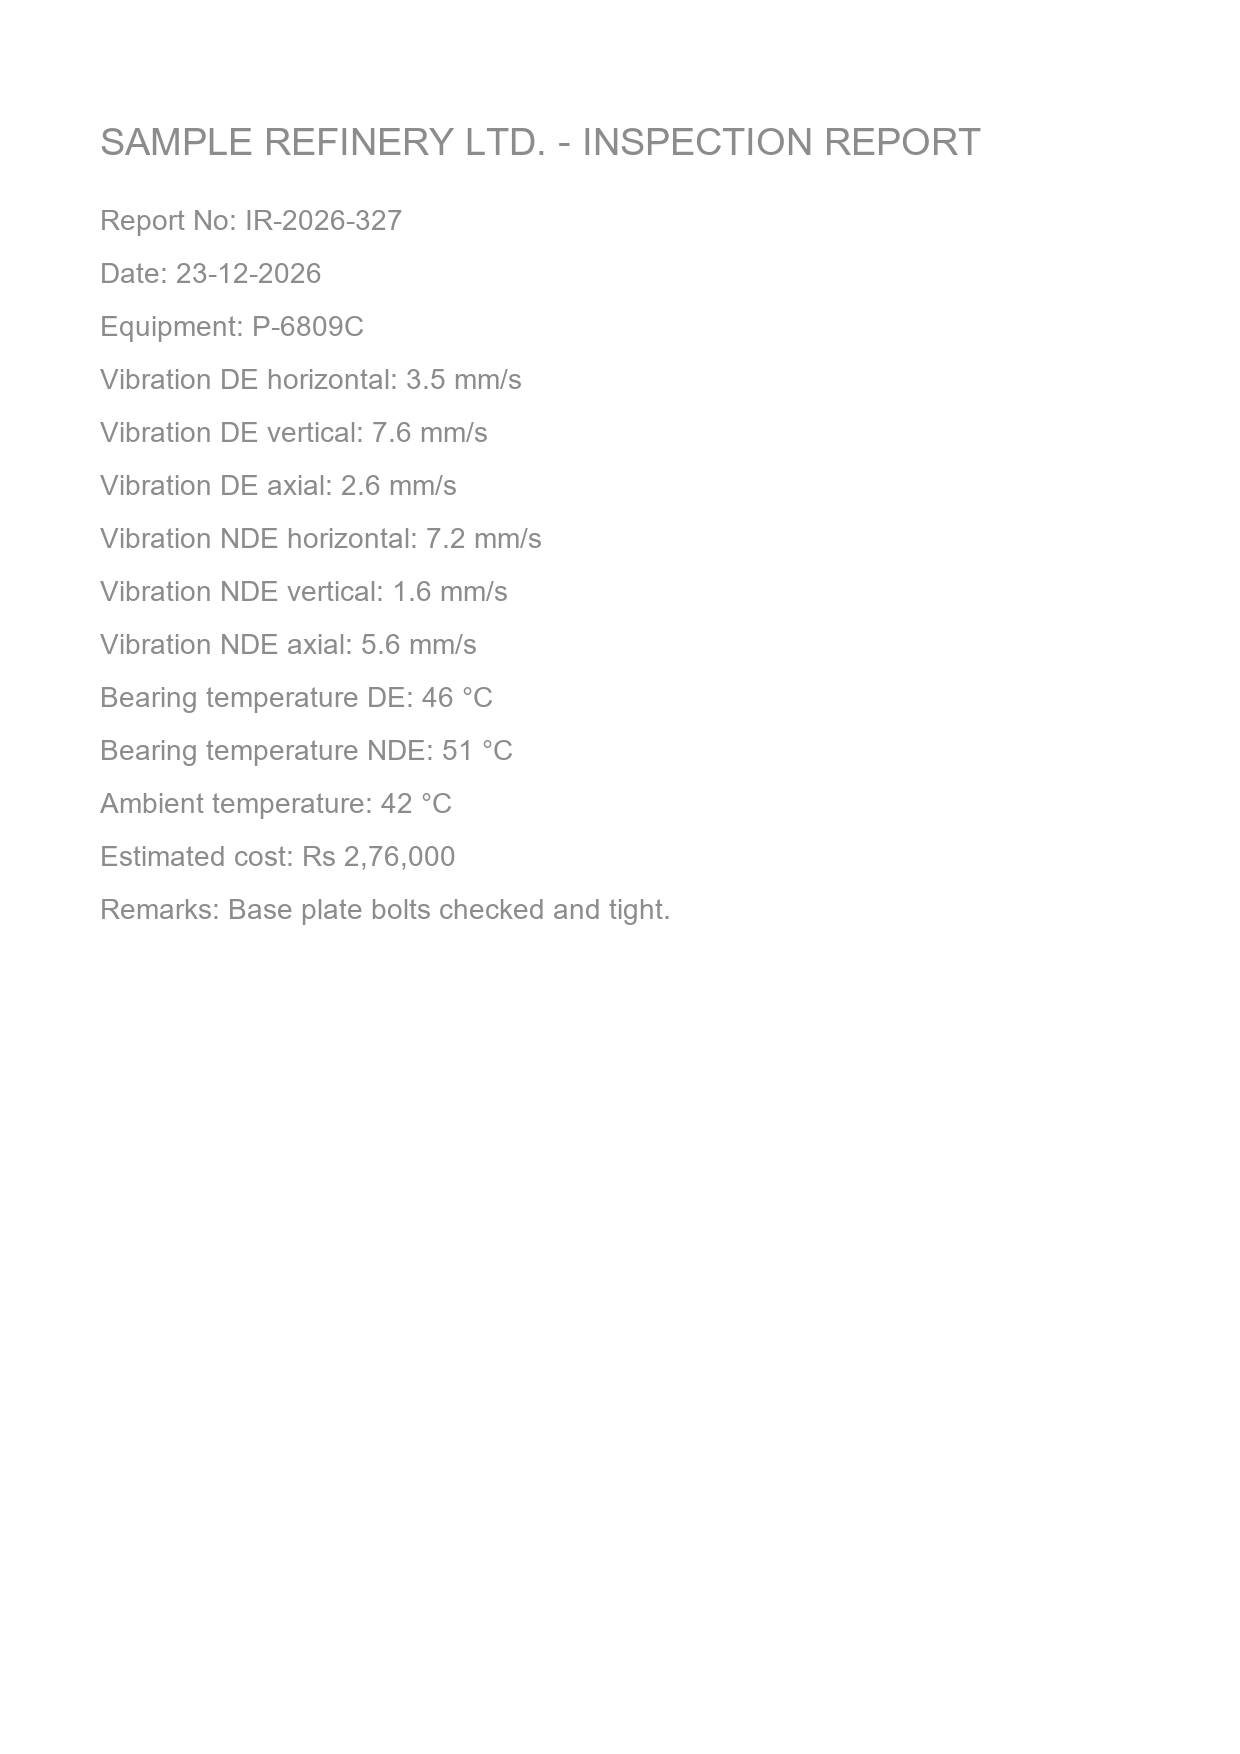 SAMPLE REFINERY LTD. - INSPECTION REPORT
Report No: IR-2026-327
Date: 23-12-2026
Equipment: P-6809C
Vibration DE horizontal: 3.5 mm/s
Vibration DE vertical: 7.6 mm/s
Vibration DE axial: 2.6 mm/s
Vibration NDE horizontal: 7.2 mm/s
Vibration NDE vertical: 1.6 mm/s
Vibration NDE axial: 5.6 mm/s
Bearing temperature DE: 46 °C
Bearing temperature NDE: 51 °C
Ambient temperature: 42 °C
Estimated cost: Rs 2,76,000
Remarks: Base plate bolts checked and tight.